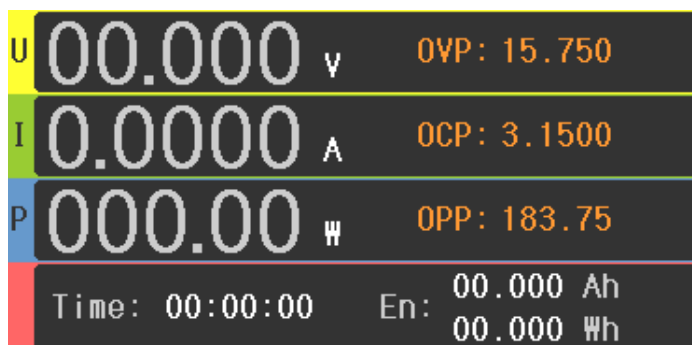 U 00.000 V OVP: 15.750
I 0.0000 A OCP: 3.1500
P 000.00 W OPP: 183.75
Time: 00:00:00 En: 00.000 Ah
00.000 Wh